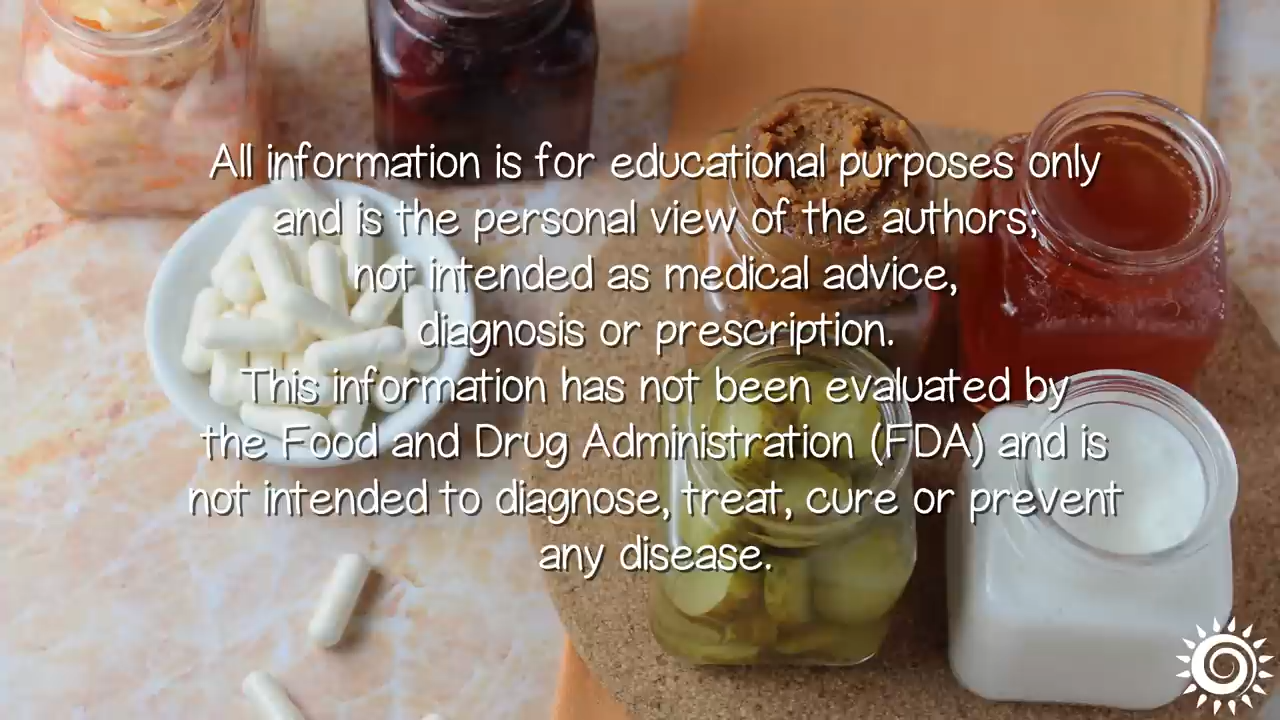 All information is for educational purposes only
and is the personal view of the authors;
not intended as medical advice,
diagnosis or prescription.
This information has not been evaluated by
the Food and Drug Administration (FDA) and is
not intended to diagnose, treat, cure or prevent
any disease.